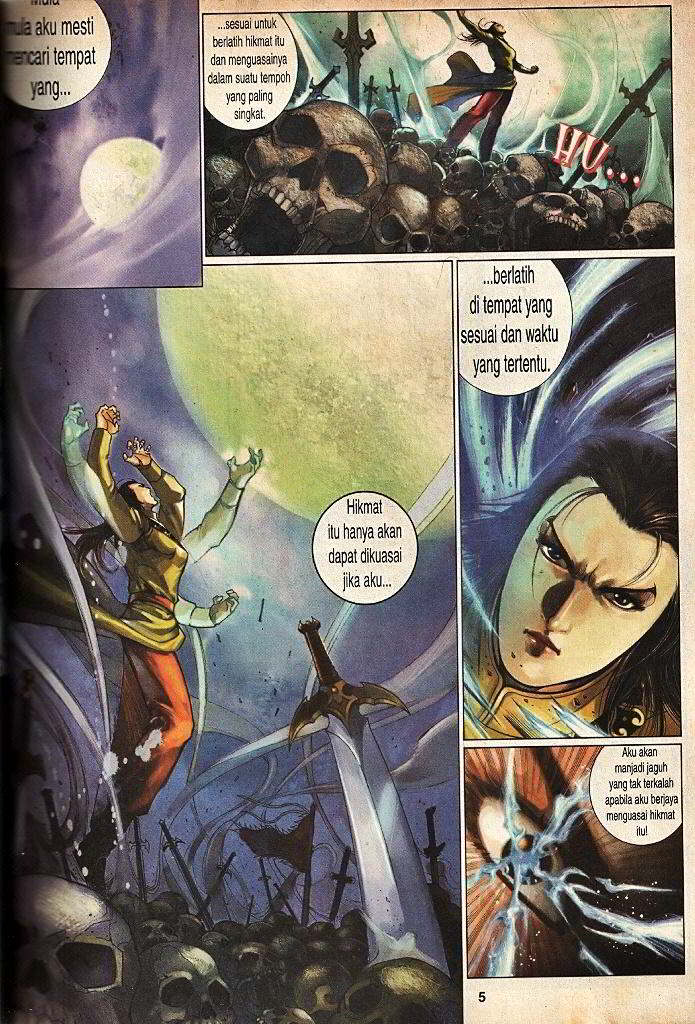 Mula
mula aku mesti
mencari tempat
yang...
...sesuai untuk
berlatih hikmat itu
dan menguasainya
dalam suatu tempoh
yang paling
singkat.
HU...
Hikmat
itu hanya akan
dapat dikuasai
jika aku...
...berlatih
di tempat yang
sesuai dan waktu
yang tertentu.
Aku akan
manjadi jaguh
yang tak terkalah
apabila aku berjaya
menguasai hikmat
itu!
5